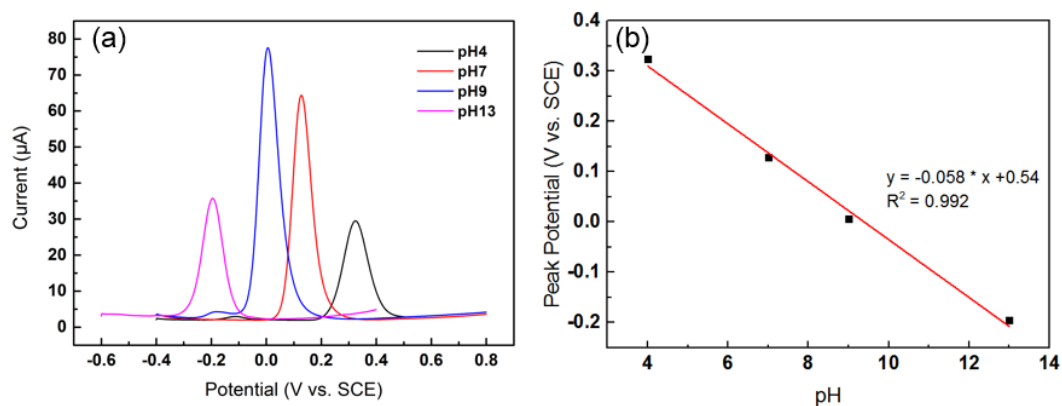 (a)
80
70
60
50
40
30
20
10
0
Current (µA)
pH4
pH7
pH9
pH13
-0.6 -0.4 -0.2 0.0 0.2 0.4 0.6 0.8
Potential (V vs. SCE)
(b)
0.4
0.3
0.2
0.1
0.0
-0.1
-0.2
Peak Potential (V vs. SCE)
y = -0.058 * x +0.54
R² = 0.992
4 6 8 10 12 14
pH